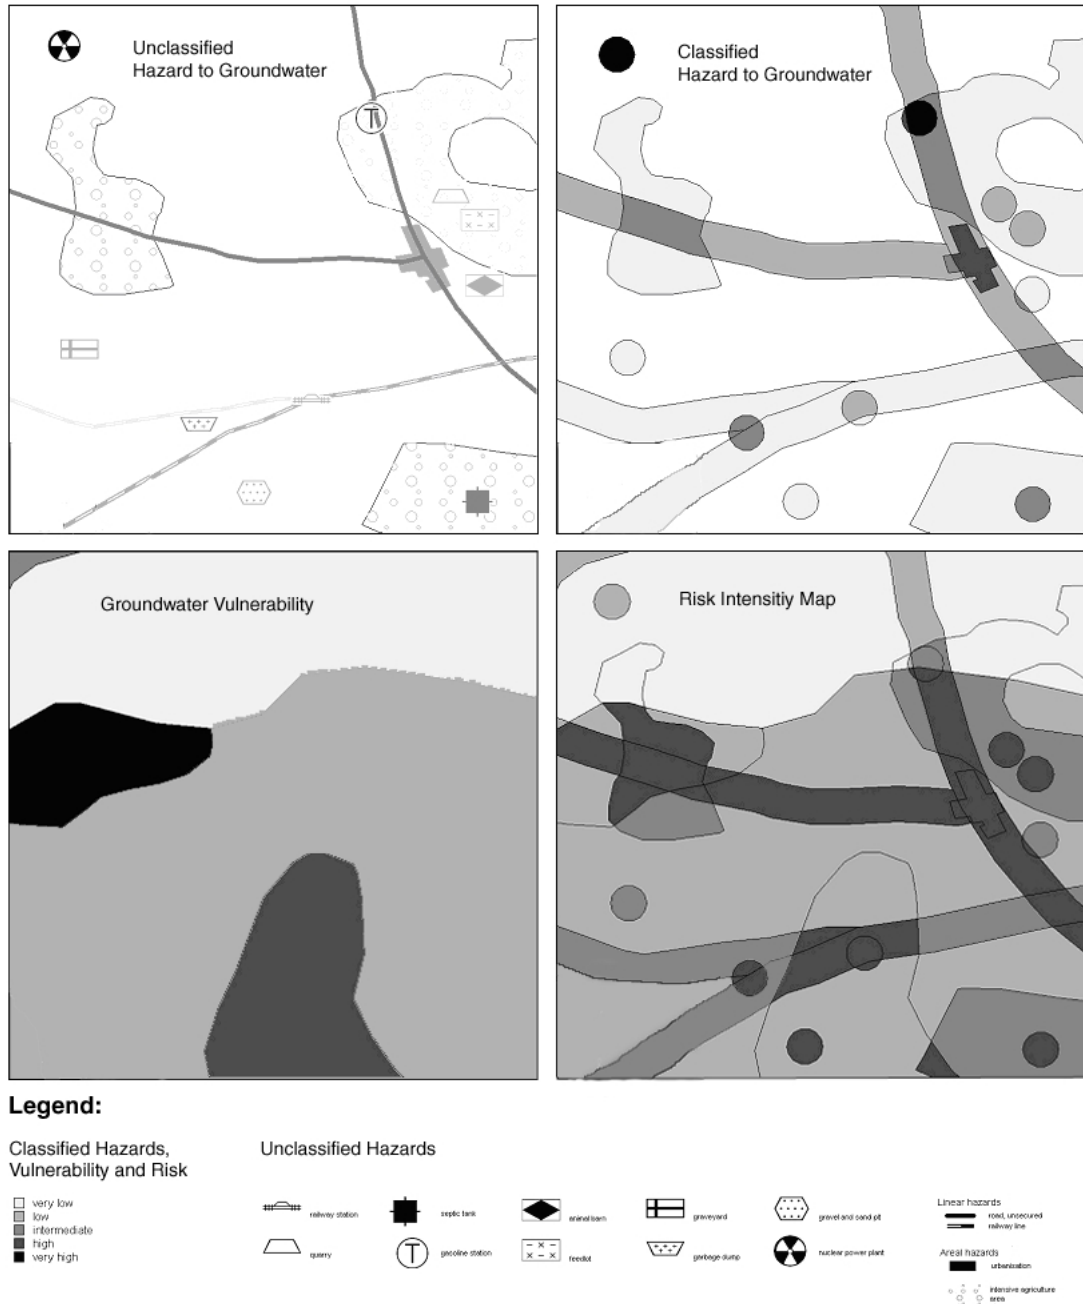 Unclassified
Hazard to Groundwater
T
Classified
Hazard to Groundwater
Groundwater Vulnerability
Risk Intensitiy Map
Legend:
Classified Hazards,
Vulnerability and Risk
very low
low
intermediate
high
very high
Unclassified Hazards
railway station
septic tank
animal barn
graveyard
gravel and sand pit
quarry
T
gasoline station
feedlot
garbage dump
nuclear power plant
Linear hazards
road, unsecured
railway line
Areal hazards
urbanisation
intensive agriculture
area